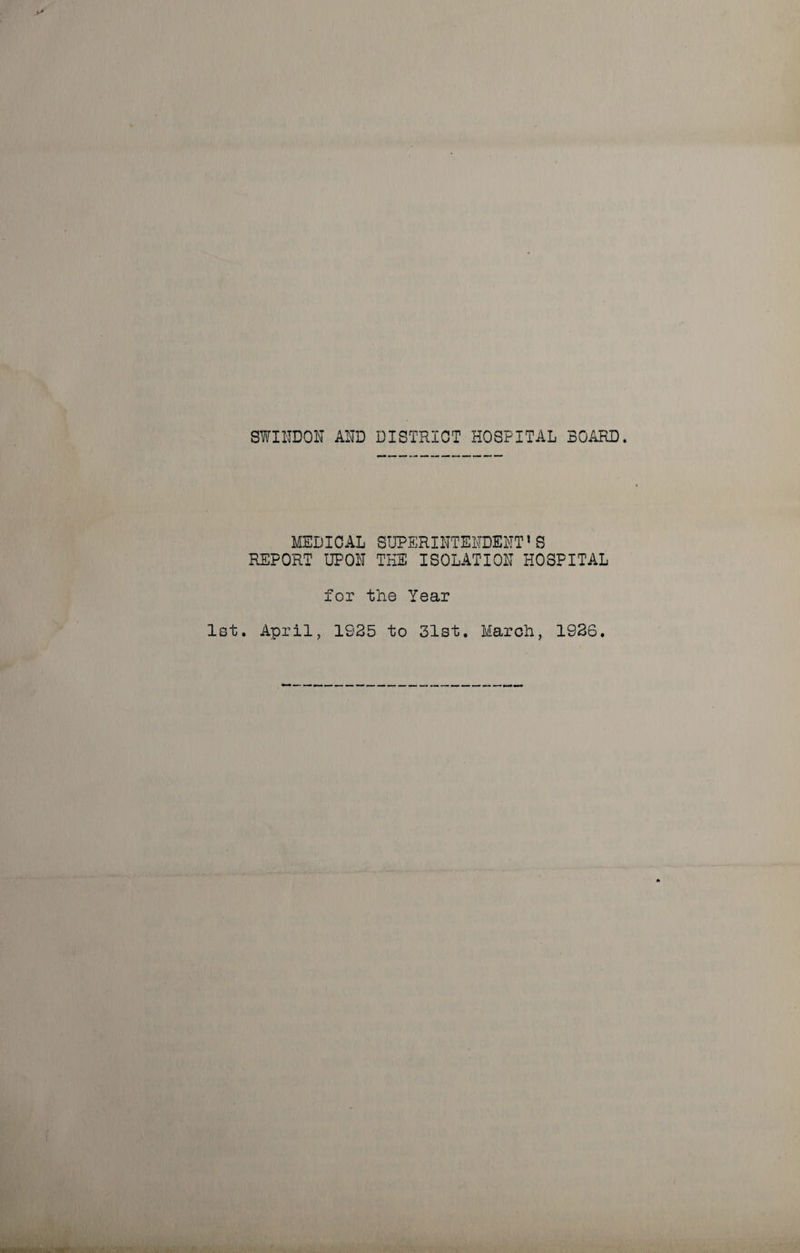 SWINDON AND DISTRICT HOSPITAL BOARD.
MEDICAL SUPERINTENDENT'S
REPORT UPON THE ISOLATION HOSPITAL
for the Year
1st. April, 1925 to 31st. March, 1926.